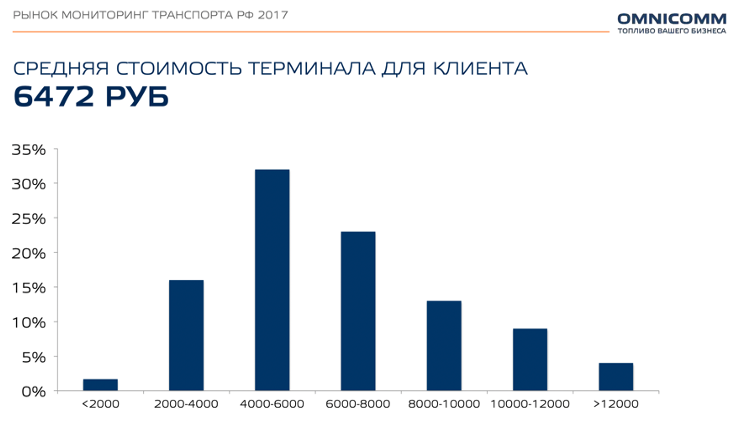 РЫНОК МОНИТОРИНГ ТРАНСПОРТА РФ 2017
OMNICOMM
ТОПЛИВО ВАШЕГО БИЗНЕСА
СРЕДНЯЯ СТОИМОСТЬ ТЕРМИНАЛА ДЛЯ КЛИЕНТА
6472 РУБ
35%
30%
25%
20%
15%
10%
5%
0%
<2000 2000-4000 4000-6000 6000-8000 8000-10000 10000-12000 >12000